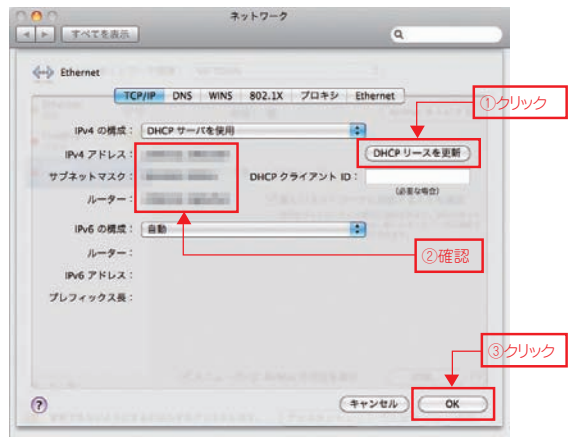 ネットワーク
すべてを表示
Ethernet
TCP/IP DNS WINS 802.1X プロキシ Ethernet
①クリック
IPv4 の構成： DHCP サーバを使用
IPv4 アドレス： DHCP リースを更新
サブネットマスク： DHCP クライアント ID：
ルーター： (必要な場合)
IPv6 の構成： 自動
②確認
ルーター：
IPv6 アドレス：
プレフィックス長：
③クリック
? キャンセル OK